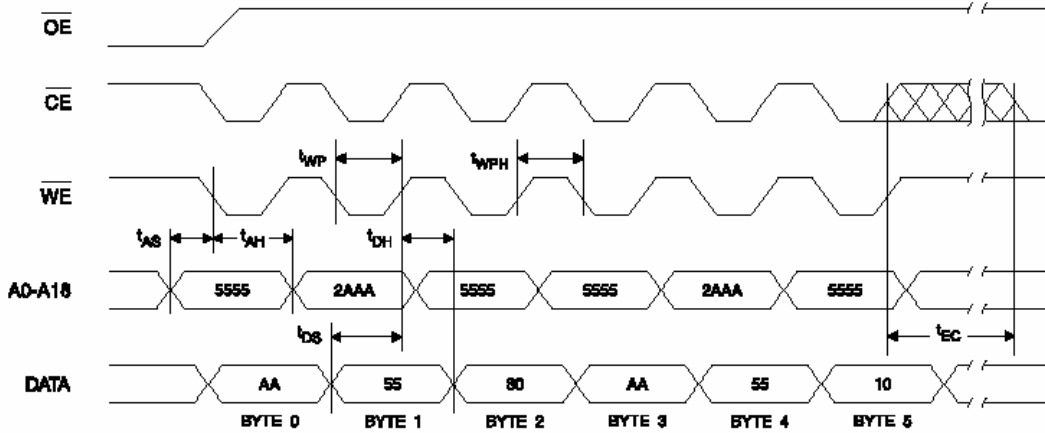 OE
CE
tWP
tWPH
WE
tAS
tAH
tDH
A0-A18
5555
2AAA
5555
5555
2AAA
5555
tDS
tEC
DATA
AA
55
80
AA
55
10
BYTE 0
BYTE 1
BYTE 2
BYTE 3
BYTE 4
BYTE 5